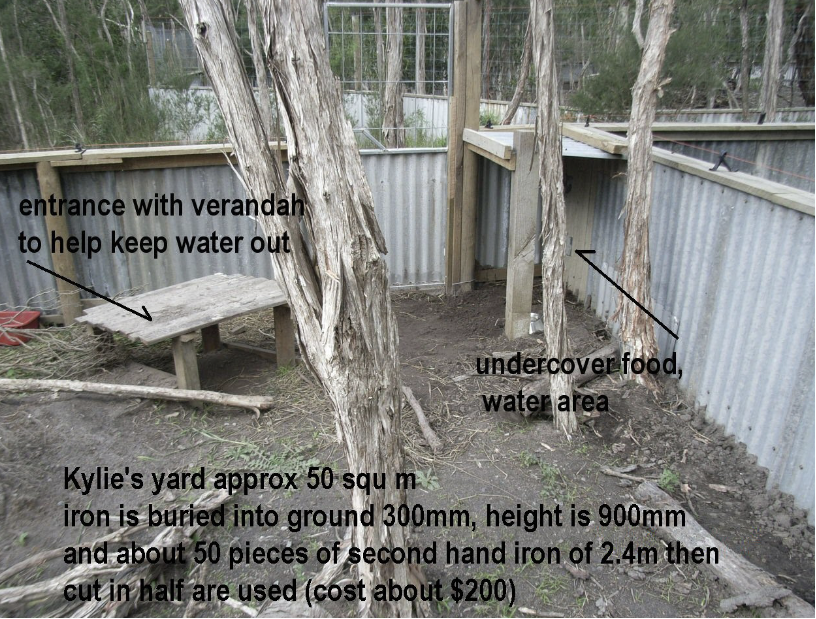 entrance with verandah
to help keep water out
undercover food,
water area
Kylie's yard approx 50 squ m
iron is buried into ground 300mm, height is 900mm
and about 50 pieces of second hand iron of 2.4m then
cut in half are used (cost about $200)